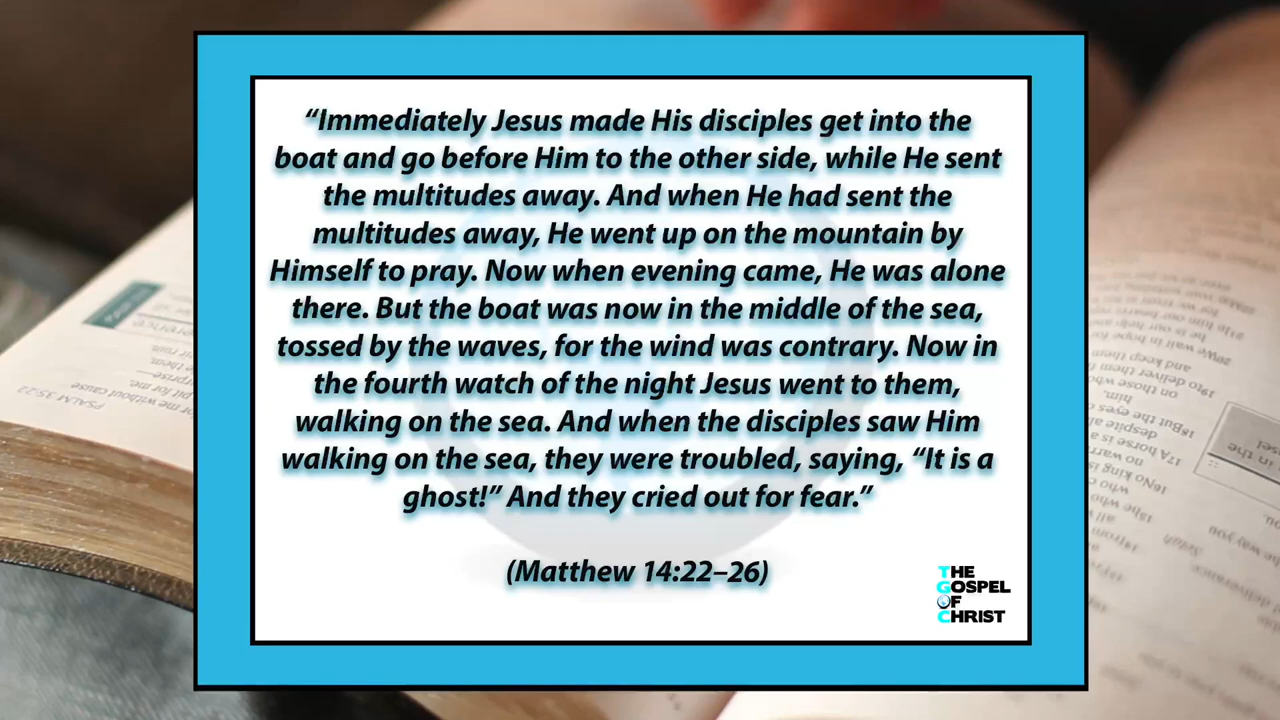 “Immediately Jesus made His disciples get into the
boat and go before Him to the other side, while He sent
the multitudes away. And when He had sent the
multitudes away, He went up on the mountain by
Himself to pray. Now when evening came, He was alone
there. But the boat was now in the middle of the sea,
tossed by the waves, for the wind was contrary. Now in
the fourth watch of the night Jesus went to them,
walking on the sea. And when the disciples saw Him
walking on the sea, they were troubled, saying, “It is a
ghost!” And they cried out for fear.”
(Matthew 14:22–26)
THE
GOSPEL
OF
CHRIST
PSALM 35:22